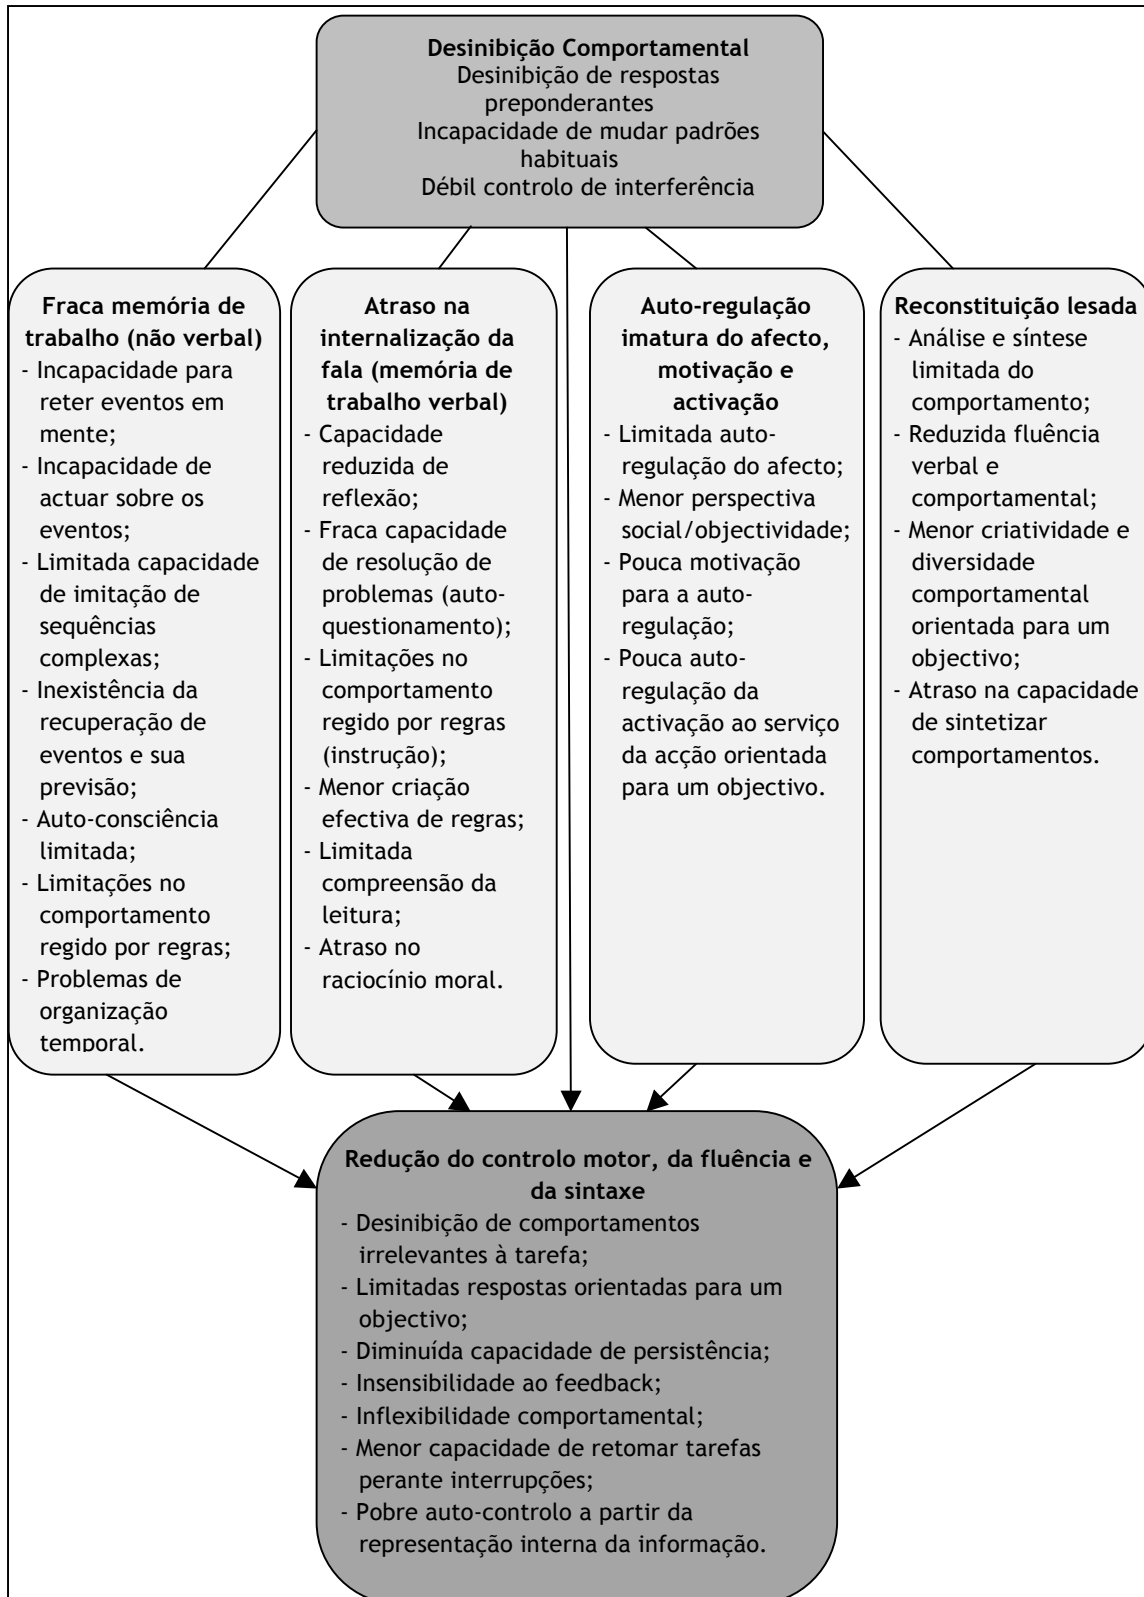 Desinibição Comportamental
Desinibição de respostas
preponderantes
Incapacidade de mudar padrões
habituais
Débil controlo de interferência
Fraca memória de
trabalho (não verbal)
- Incapacidade para
reter eventos em
mente;
- Incapacidade de
actuar sobre os
eventos;
- Limitada capacidade
de imitação de
sequências
complexas;
- Inexistência da
recuperação de
eventos e sua
previsão;
- Auto-consciência
limitada;
- Limitações no
comportamento
regido por regras;
- Problemas de
organização
temporal.
Atraso na
internalização da
fala (memória de
trabalho verbal)
- Capacidade
reduzida de
reflexão;
- Fraca capacidade
de resolução de
problemas (auto-
questionamento);
- Limitações no
comportamento
regido por regras
(instrução);
- Menor criação
efectiva de regras;
- Limitada
compreensão da
leitura;
- Atraso no
raciocínio moral.
Auto-regulação
imatura do afecto,
motivação e
activação
- Limitada auto-
regulação do afecto;
- Menor perspectiva
social/objectividade;
- Pouca motivação
para a auto-
regulação;
- Pouca auto-
regulação da
activação ao serviço
da acção orientada
para um objectivo.
Reconstituição lesada
- Análise e síntese
limitada do
comportamento;
- Reduzida fluência
verbal e
comportamental;
- Menor criatividade e
diversidade
comportamental
orientada para um
objectivo;
- Atraso na capacidade
de sintetizar
comportamentos.
Redução do controlo motor, da fluência e
da sintaxe
- Desinibição de comportamentos
irrelevantes à tarefa;
- Limitadas respostas orientadas para um
objectivo;
- Diminuída capacidade de persistência;
- Insensibilidade ao feedback;
- Inflexibilidade comportamental;
- Menor capacidade de retomar tarefas
perante interrupções;
- Pobre auto-controlo a partir da
representação interna da informação.